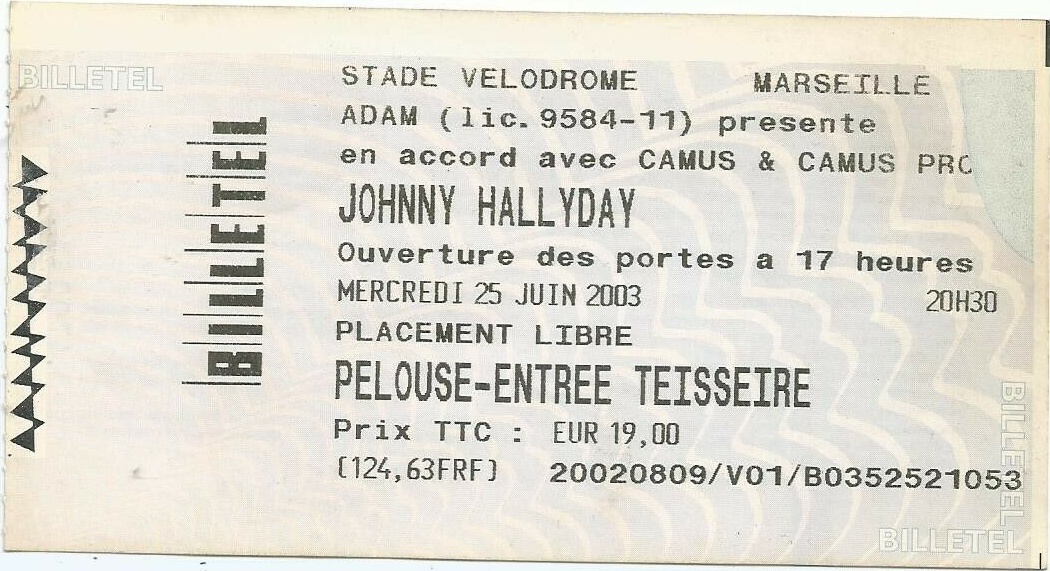 BILLETEL
BILLETEL
STADE VELODROME MARSEILLE
ADAM (lic. 9584-11) presente
en accord avec CAMUS & CAMUS PRO
JOHNNY HALLYDAY
Ouverture des portes a 17 heures
MERCREDI 25 JUIN 2003 20H30
PLACEMENT LIBRE
PELOUSE-ENTREE TEISSEIRE
Prix TTC : EUR 19,00
(124,63FRF) 20020809/V01/B0352521053
BILLETEL
BILLETEL